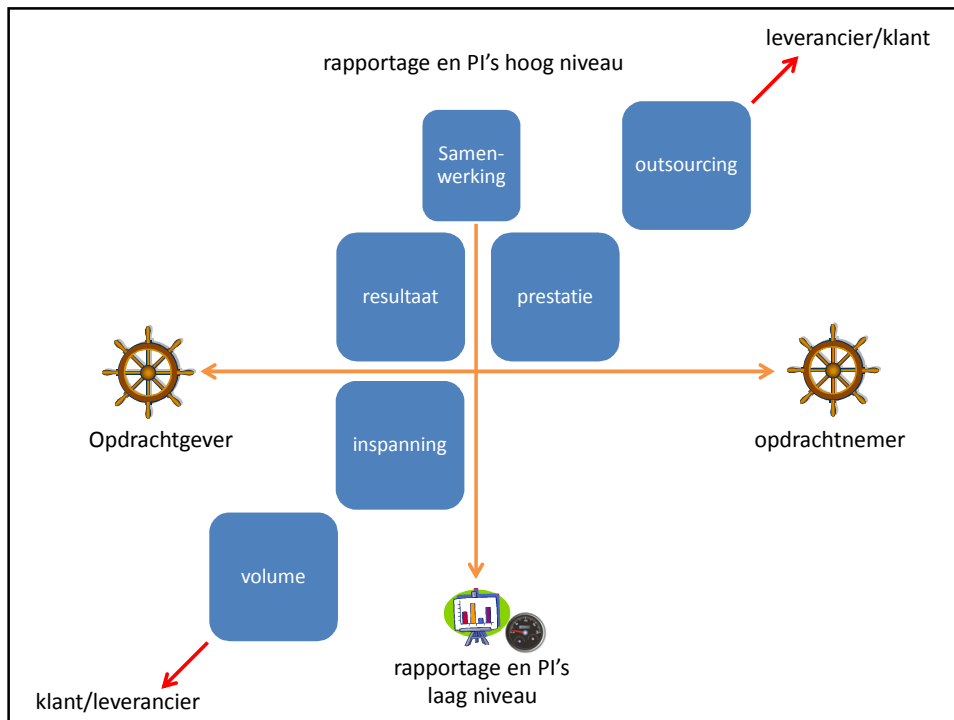 leverancier/klant
rapportage en PI's hoog niveau
Samen-
werking
outsourcing
resultaat
prestatie
Opdrachtgever
opdrachtnemer
inspanning
volume
rapportage en PI's
laag niveau
klant/leverancier